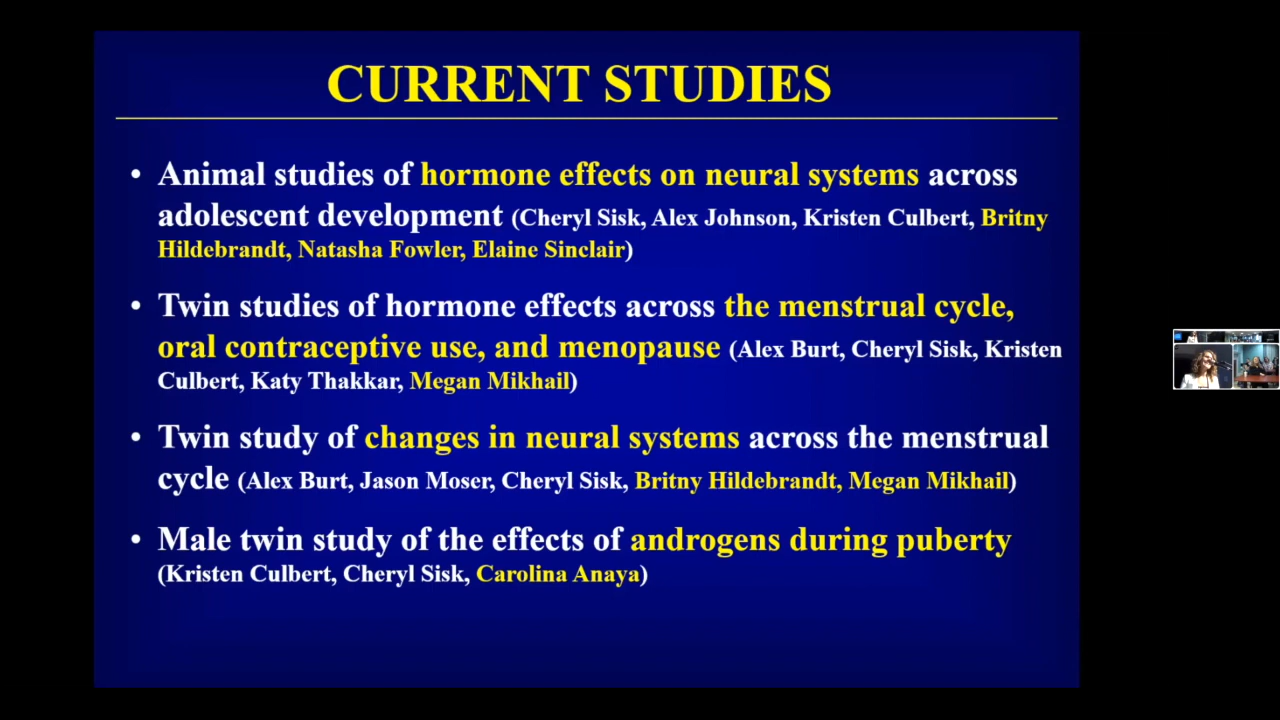 CURRENT STUDIES
• Animal studies of hormone effects on neural systems across
adolescent development (Cheryl Sisk, Alex Johnson, Kristen Culbert, Britny
Hildebrandt, Natasha Fowler, Elaine Sinclair)
• Twin studies of hormone effects across the menstrual cycle,
oral contraceptive use, and menopause (Alex Burt, Cheryl Sisk, Kristen
Culbert, Katy Thakkar, Megan Mikhail)
• Twin study of changes in neural systems across the menstrual
cycle (Alex Burt, Jason Moser, Cheryl Sisk, Britny Hildebrandt, Megan Mikhail)
• Male twin study of the effects of androgens during puberty
(Kristen Culbert, Cheryl Sisk, Carolina Anaya)